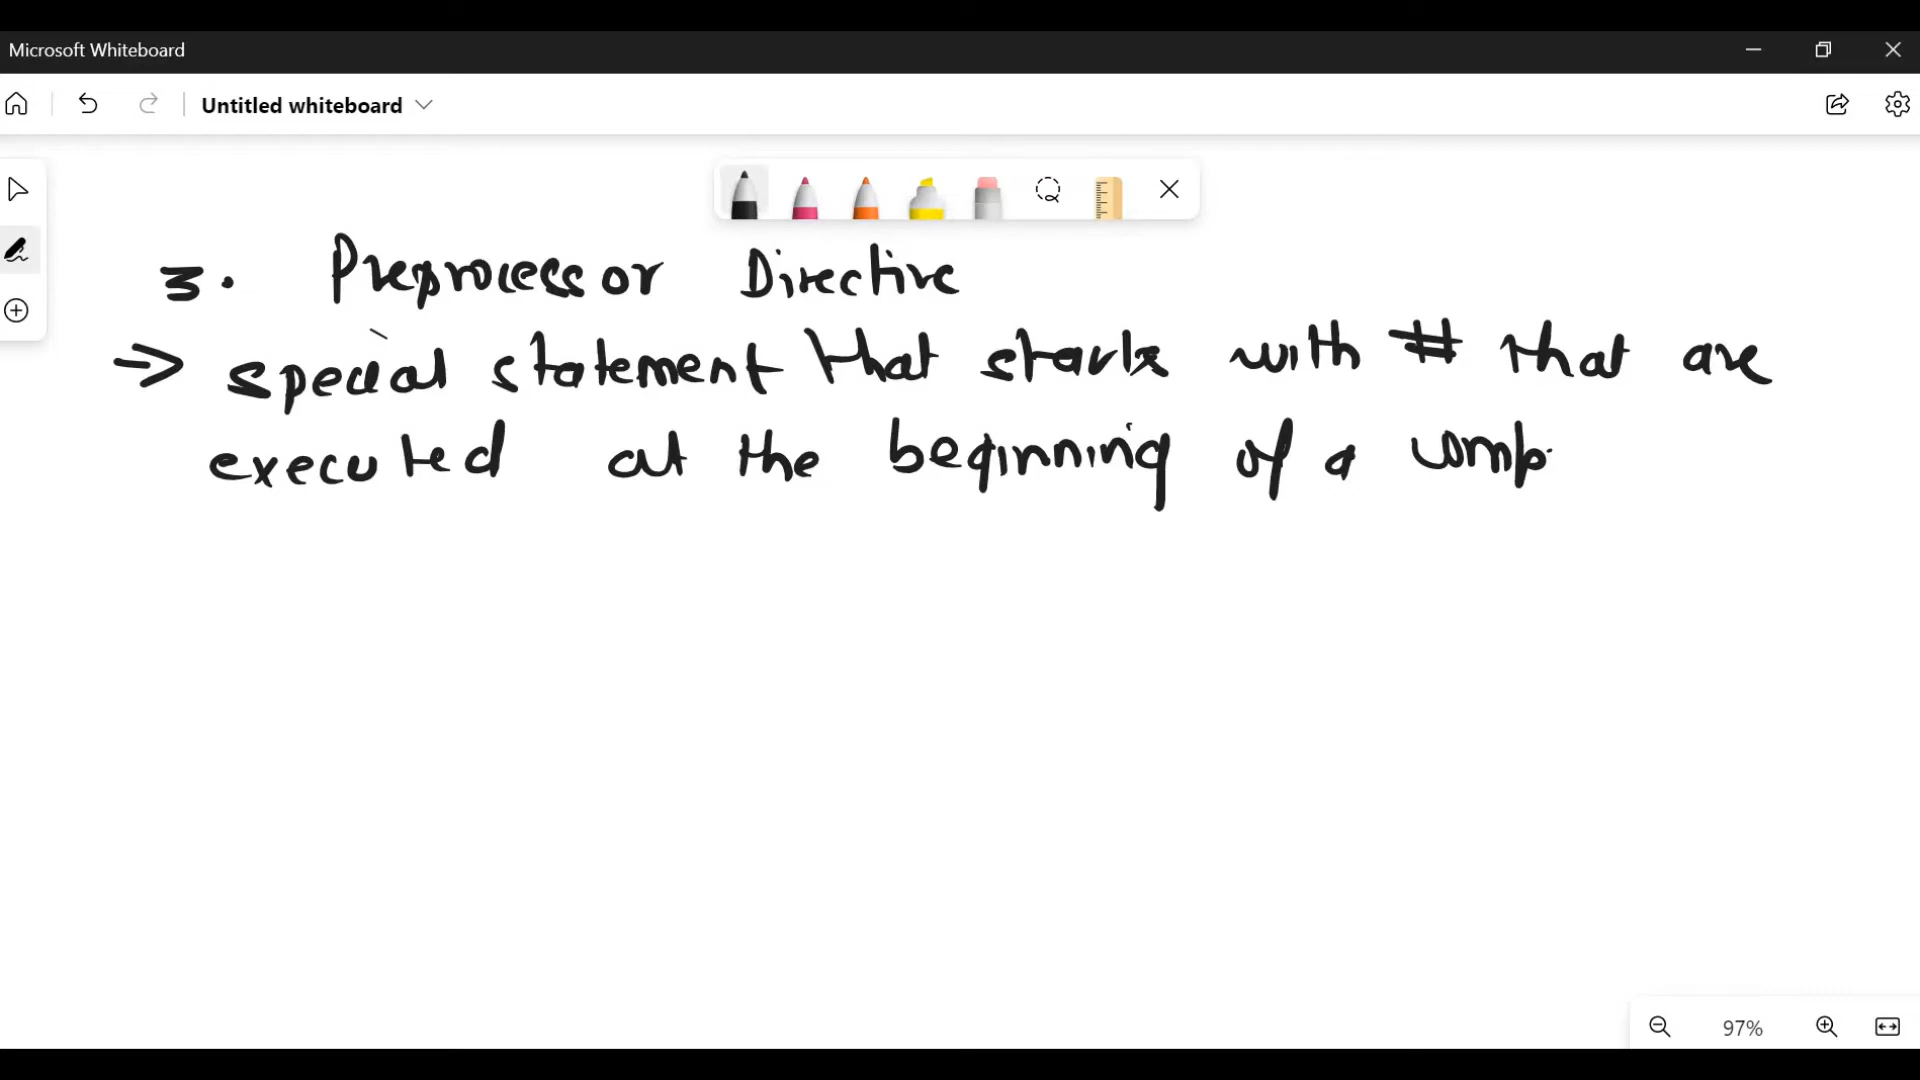 Microsoft Whiteboard
Untitled whiteboard
3. Preprocessor Directive
⇒ special statement that starts with # that are
executed at the beginning of a comp
97%